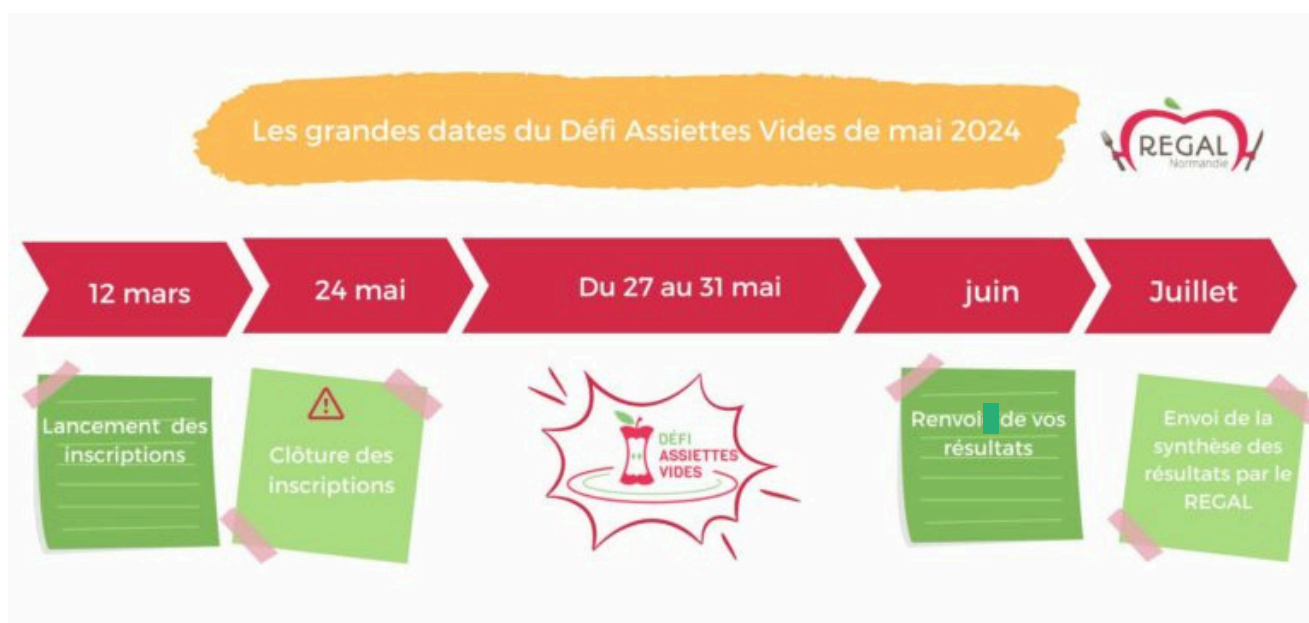 Les grandes dates du Défi Assiettes Vides de mai 2024
REGAL
Normandie
12 mars
24 mai
Du 27 au 31 mai
juin
Juillet
Lancement des
inscriptions
Clôture des
inscriptions
DÉFI
ASSIETTES
VIDES
Renvoi de vos
résultats
Envoi de la
synthèse des
résultats par le
REGAL